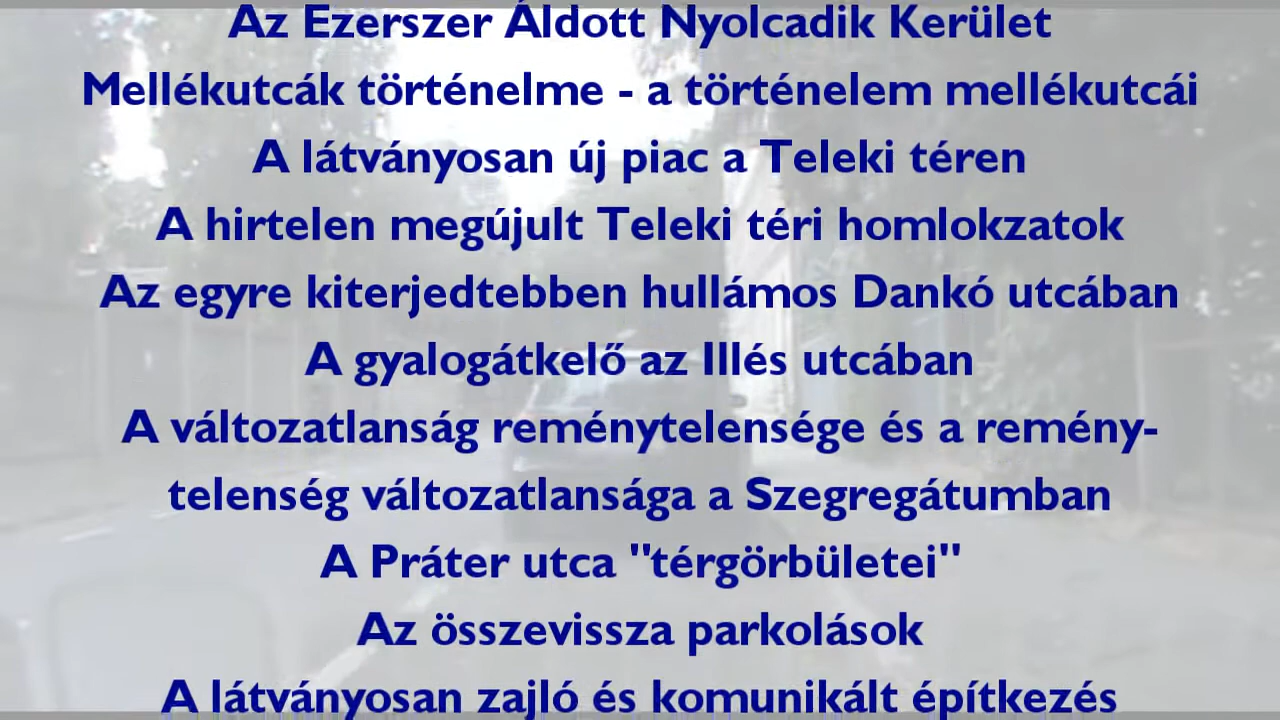 Az Ezerszer Áldott Nyolcadik Kerület
Mellékutcák történelme - a történelem mellékutcái
A látványosan új piac a Teleki téren
A hirtelen megújult Teleki téri homlokzatok
Az egyre kiterjedtebben hullámos Dankó utcában
A gyalogátkelő az Illés utcában
A változatlanság reménytelensége és a remény-
telenség változatlansága a Szegregátumban
A Práter utca "térgörbületei"
Az összevissza parkolások
A látványosan zajló és komunikált építkezés